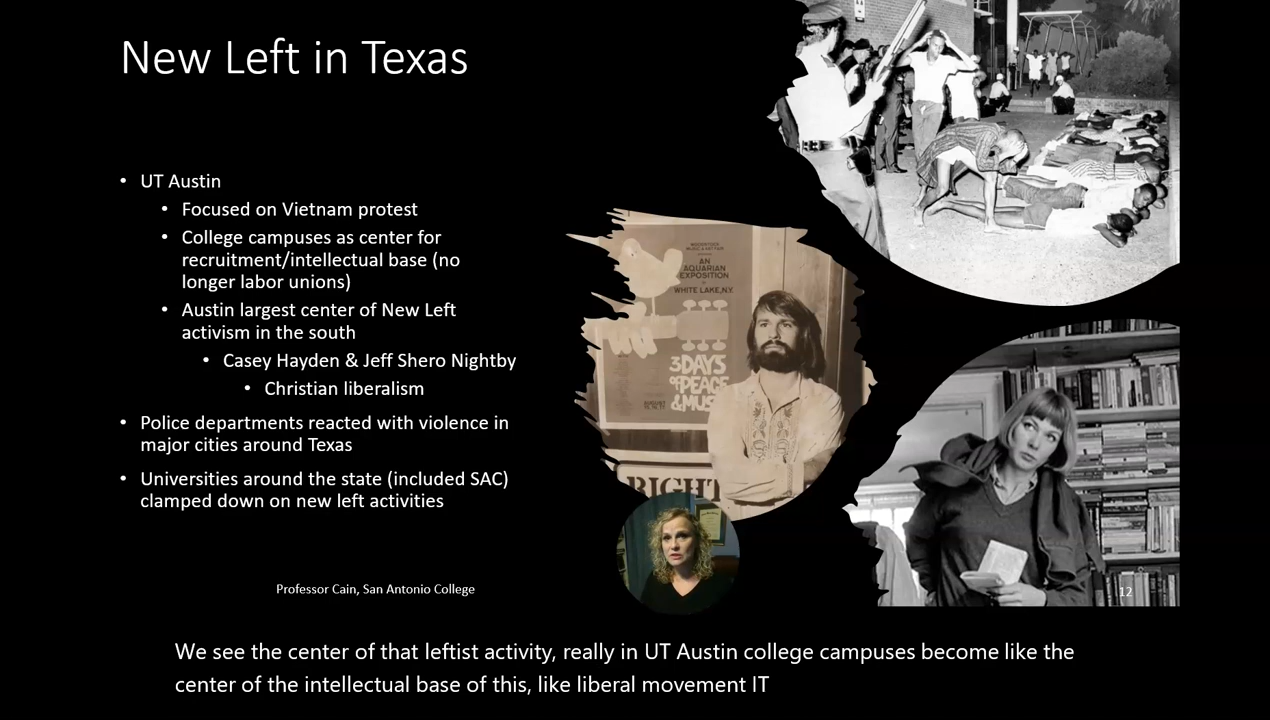 New Left in Texas
• UT Austin
• Focused on Vietnam protest
• College campuses as center for
recruitment/intellectual base (no
longer labor unions)
• Austin largest center of New Left
activism in the south
• Casey Hayden & Jeff Shero Nightby
• Christian liberalism
• Police departments reacted with violence in
major cities around Texas
• Universities around the state (included SAC)
clamped down on new left activities
AN
AQUARIAN
EXPOSITION
WHITE LAKE, N.Y.
3 DAYS
OF PEACE
& MUS
RIGHT
Professor Cain, San Antonio College
12
We see the center of that leftist activity, really in UT Austin college campuses become like the
center of the intellectual base of this, like liberal movement IT